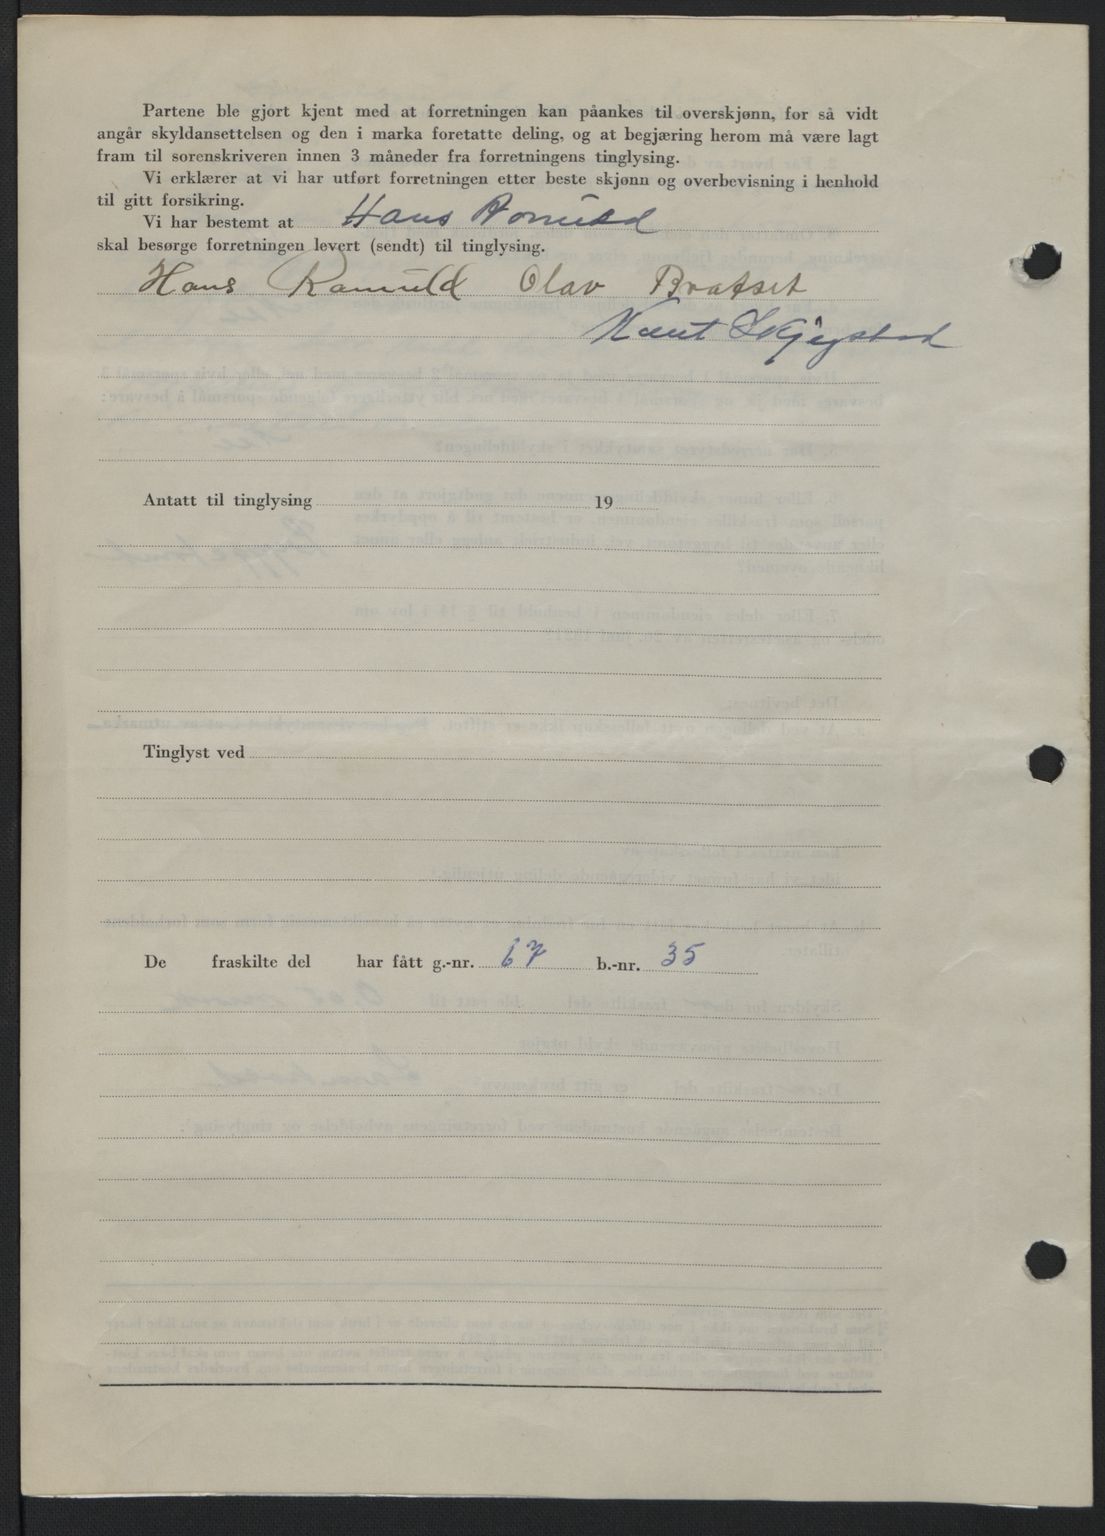 Partene ble gjort kjent med at forretningen kan påankes til overskjønn, for så vidt
angår skyldansettelsen og den i marka foretatte deling, og at begjæring herom må være lagt
fram til sorenskriveren innen 3 måneder fra forretningens tinglysing.
Vi erklærer at vi har utført forretningen etter beste skjønn og overbevisning i henhold
til gitt forsikring.
Vi har bestemt at Hans
skal besørge forretningen levert (sendt) til tinglysing.
Hans Olav Bratset
Knut
Antatt til tinglysing 19
Tinglyst ved
De fraskilte del har fått g.-nr. 67 b.-nr. 35